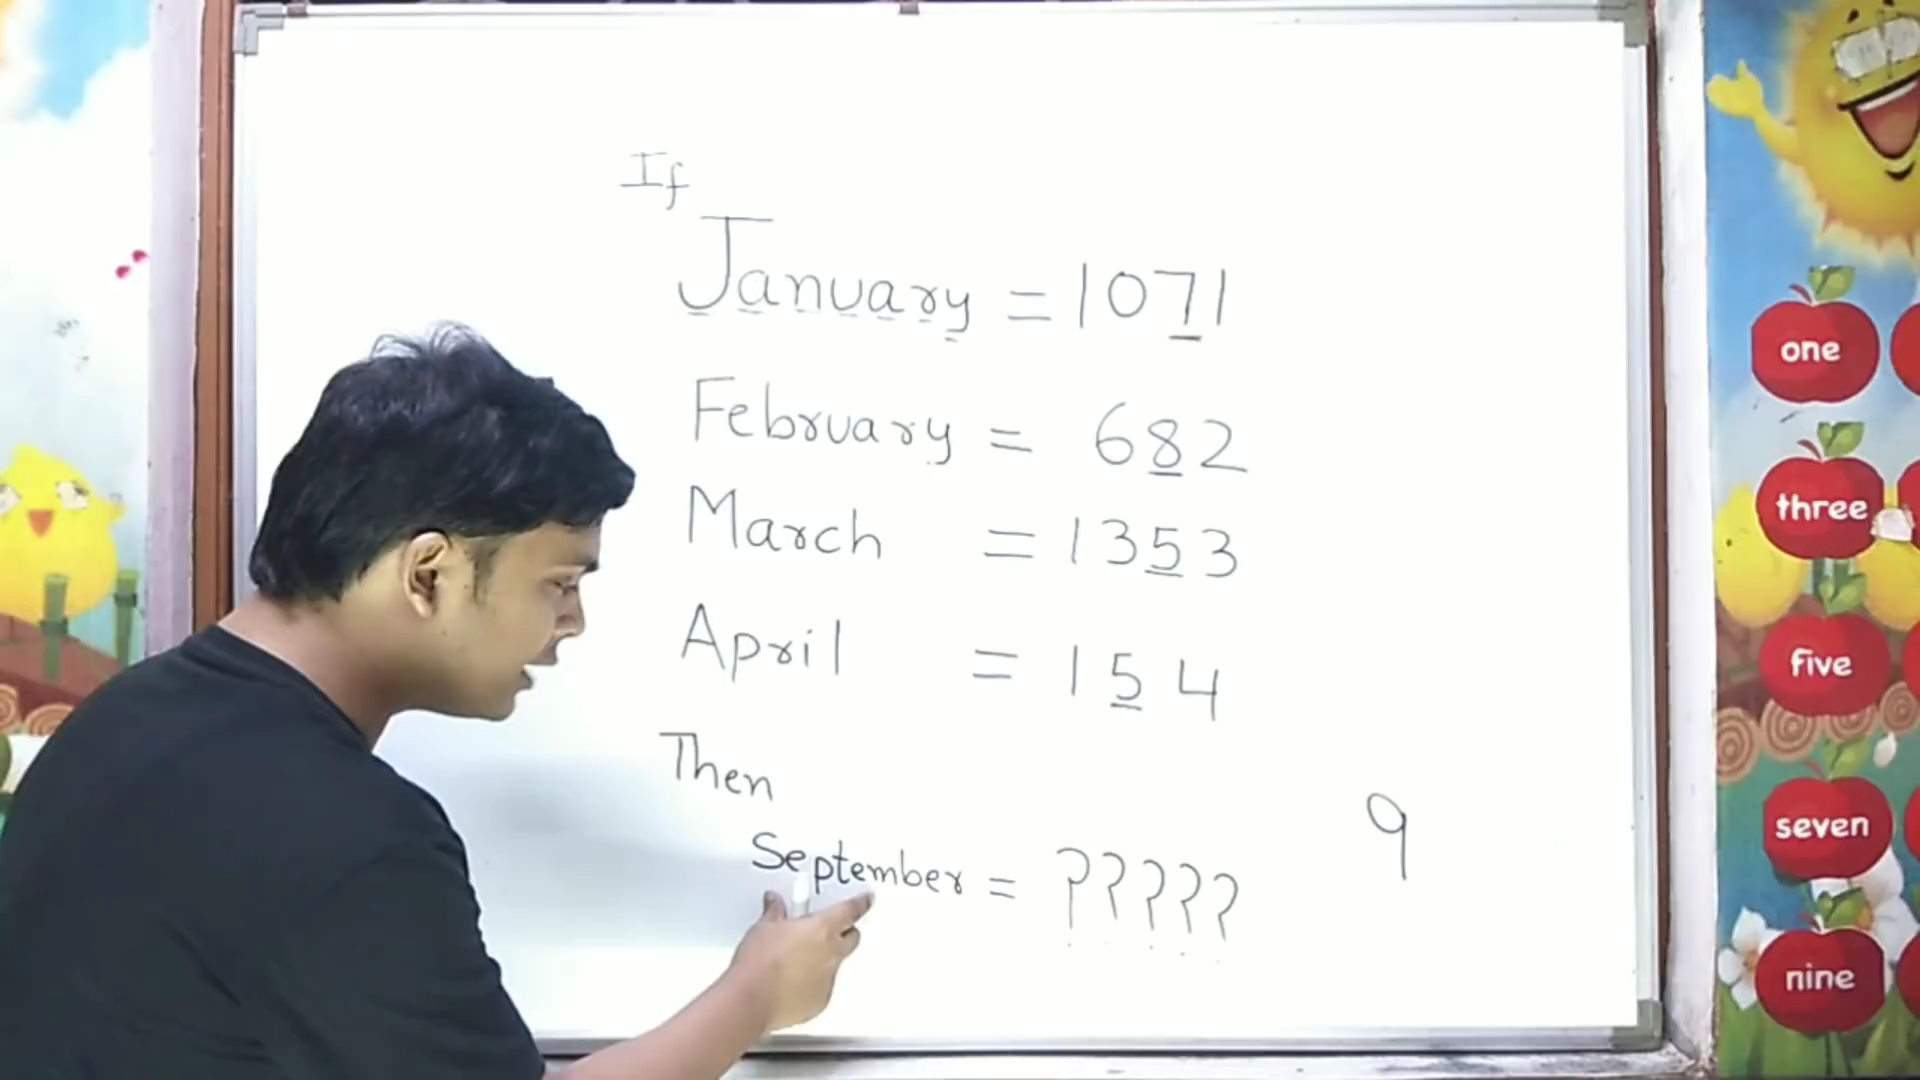 If
January = 1071
February = 682
March = 1353
April = 154
Then
September = ?????
9
one
three
five
seven
nine